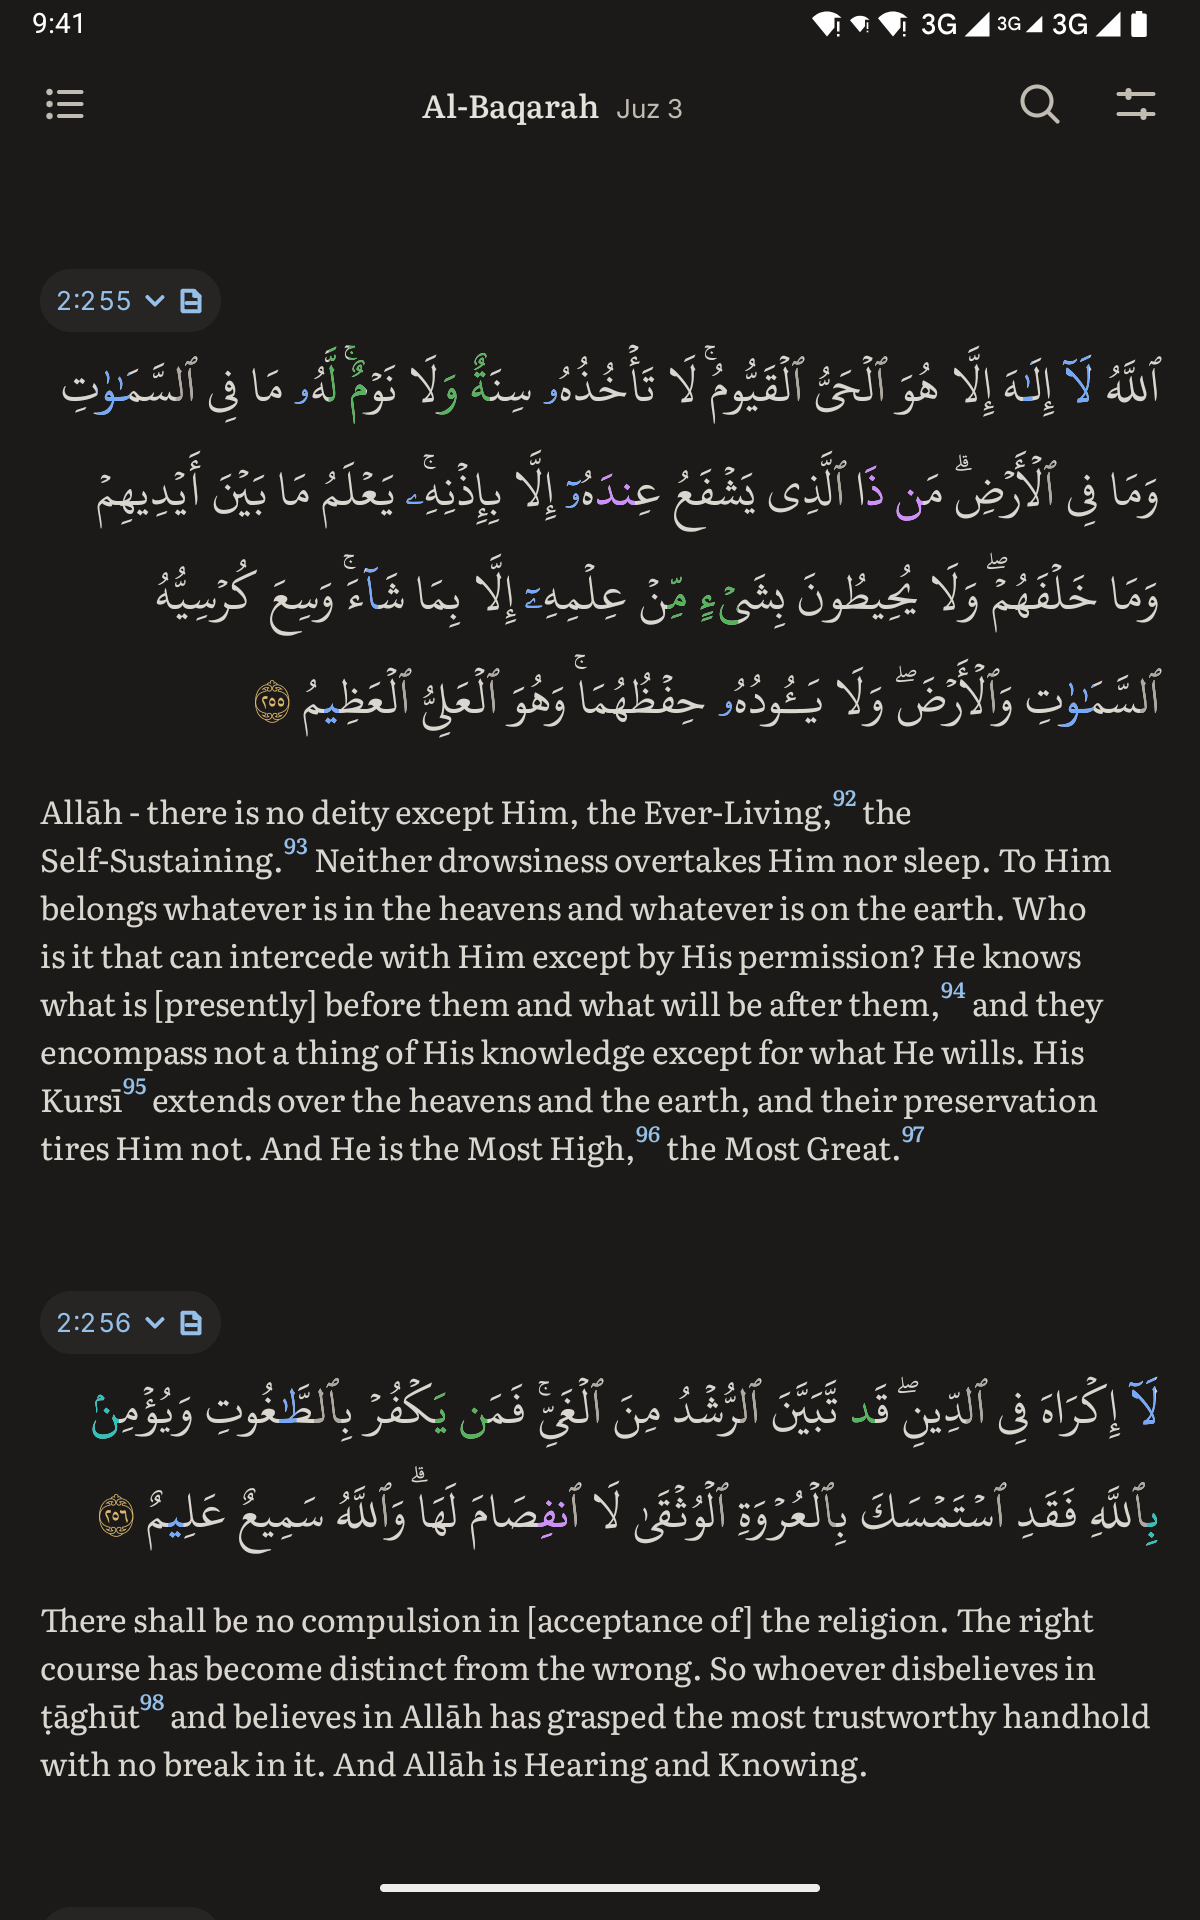 9:41
3G 3G 3G
Al-Baqarah Juz 3
2:255
ٱللَّهُ لَآ إِلَـٰهَ إِلَّا هُوَ ٱلْحَىُّ ٱلْقَيُّومُ ۚ لَا تَأْخُذُهُۥ سِنَةٌ وَلَا نَوْمٌ ۚ لَّهُۥ مَا فِى ٱلسَّمَـٰوَٰتِ
وَمَا فِى ٱلْأَرْضِ ۗ مَن ذَا ٱلَّذِى يَشْفَعُ عِندَهُۥٓ إِلَّا بِإِذْنِهِۦ ۚ يَعْلَمُ مَا بَيْنَ أَيْدِيهِمْ
وَمَا خَلْفَهُمْ ۖ وَلَا يُحِيطُونَ بِشَىْءٍ مِّنْ عِلْمِهِۦٓ إِلَّا بِمَا شَآءَ ۚ وَسِعَ كُرْسِيُّهُ
ٱلسَّمَـٰوَٰتِ وَٱلْأَرْضَ ۖ وَلَا يَـُٔودُهُۥ حِفْظُهُمَا ۚ وَهُوَ ٱلْعَلِىُّ ٱلْعَظِيمُ ٢٥٥
Allāh - there is no deity except Him, the Ever-Living,92 the
Self-Sustaining.93 Neither drowsiness overtakes Him nor sleep. To Him
belongs whatever is in the heavens and whatever is on the earth. Who
is it that can intercede with Him except by His permission? He knows
what is [presently] before them and what will be after them,94 and they
encompass not a thing of His knowledge except for what He wills. His
Kursī95 extends over the heavens and the earth, and their preservation
tires Him not. And He is the Most High,96 the Most Great.97
2:256
لَآ إِكْرَاهَ فِى ٱلدِّينِ ۖ قَد تَّبَيَّنَ ٱلرُّشْدُ مِنَ ٱلْغَىِّ ۚ فَمَن يَكْفُرْ بِٱلطَّـٰغُوتِ وَيُؤْمِنۢ
بِٱللَّهِ فَقَدِ ٱسْتَمْسَكَ بِٱلْعُرْوَةِ ٱلْوُثْقَىٰ لَا ٱنفِصَامَ لَهَا ۗ وَٱللَّهُ سَمِيعٌ عَلِيمٌ ٢٥٦
There shall be no compulsion in [acceptance of] the religion. The right
course has become distinct from the wrong. So whoever disbelieves in
ṭāghūt98 and believes in Allāh has grasped the most trustworthy handhold
with no break in it. And Allāh is Hearing and Knowing.